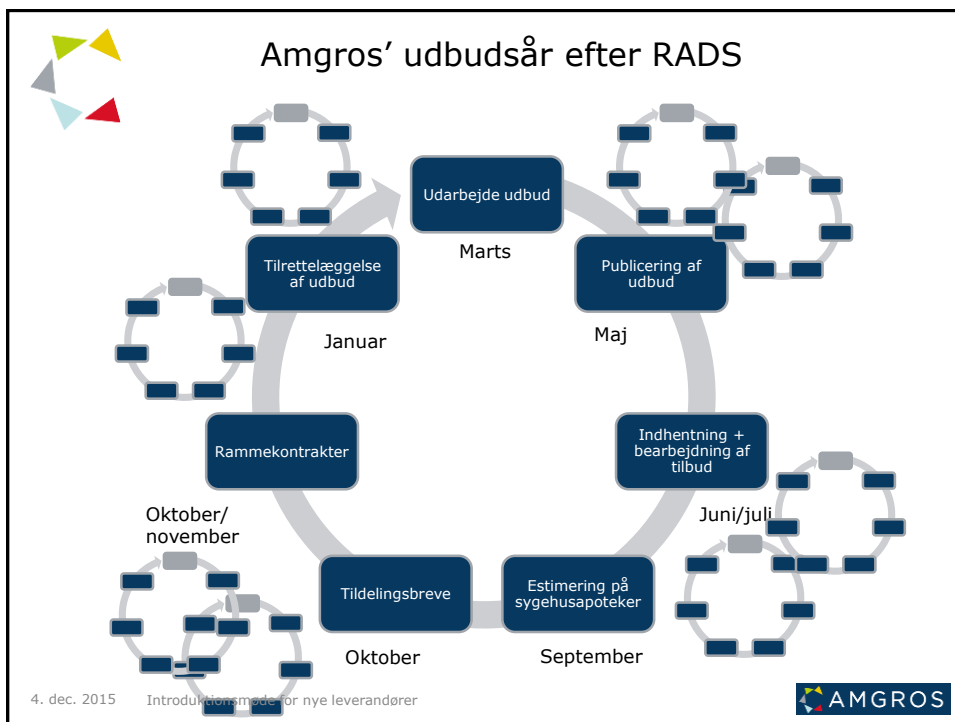 Amgros’ udbudsår efter RADS
Udarbejde udbud
Marts
Publicering af
udbud
Maj
Indhentning +
bearbejdning af
tilbud
Juni/juli
Estimering på
sygehusapoteker
September
Tildelingsbreve
Oktober
Rammekontrakter
Oktober/
november
Tilrettelæggelse
af udbud
Januar
4. dec. 2015
Introduktionsmøde for nye leverandører
AMGROS